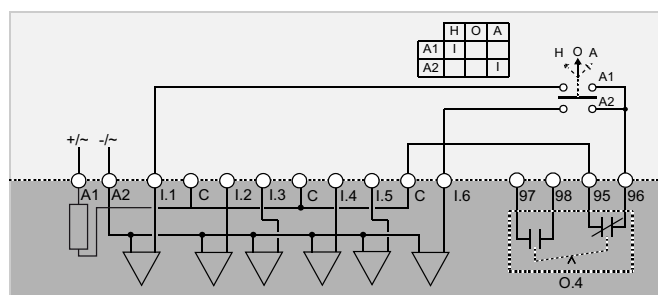 H O A
A1 I
A2 I
H O A
A1
A2
+/~ -/~
A1 A2 I.1 C I.2 I.3 C I.4 I.5 C I.6 97 98 95 96
O.4